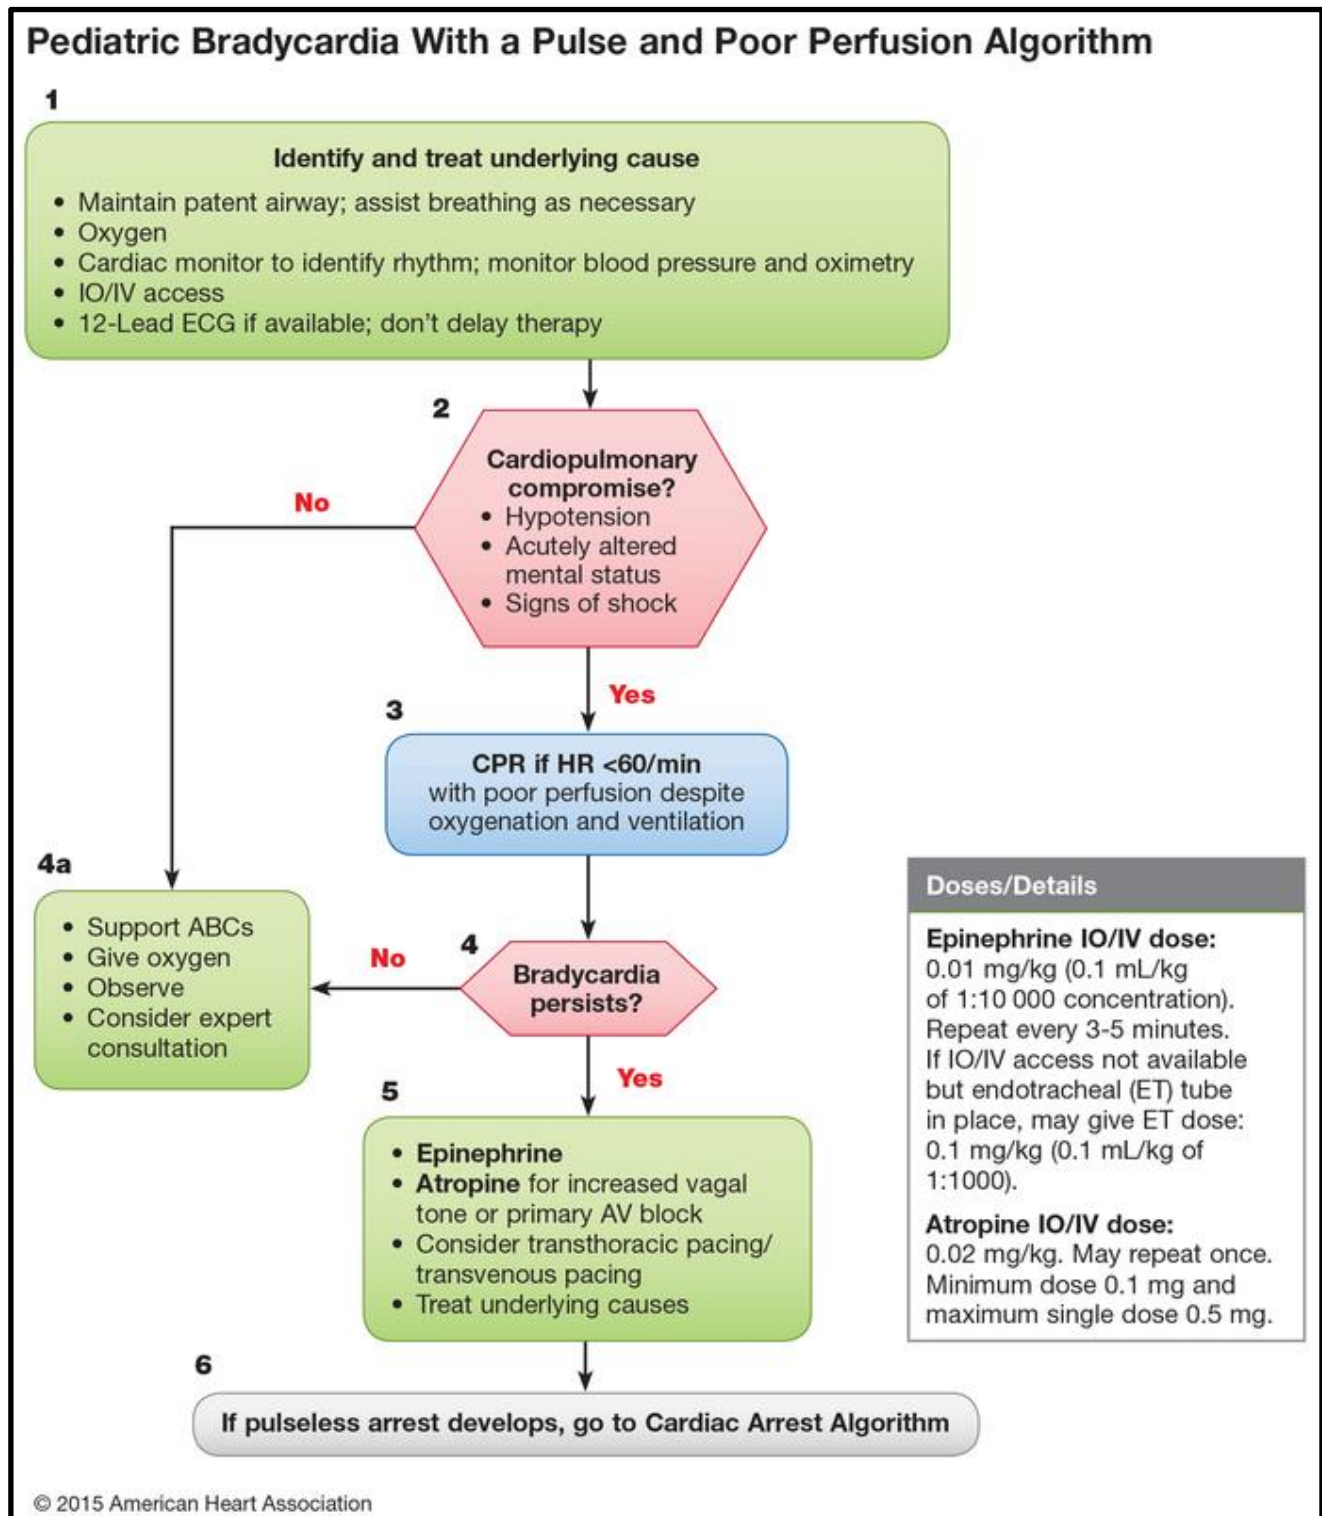 Pediatric Bradycardia With a Pulse and Poor Perfusion Algorithm
1
Identify and treat underlying cause
• Maintain patent airway; assist breathing as necessary
• Oxygen
• Cardiac monitor to identify rhythm; monitor blood pressure and oximetry
• IO/IV access
• 12-Lead ECG if available; don't delay therapy
2
Cardiopulmonary
compromise?
• Hypotension
• Acutely altered
mental status
• Signs of shock
No
Yes
3
CPR if HR <60/min
with poor perfusion despite
oxygenation and ventilation
4a
• Support ABCs
• Give oxygen
• Observe
• Consider expert
consultation
No
4
Bradycardia
persists?
Yes
5
• Epinephrine
• Atropine for increased vagal
tone or primary AV block
• Consider transthoracic pacing/
transvenous pacing
• Treat underlying causes
6
If pulseless arrest develops, go to Cardiac Arrest Algorithm
Doses/Details
Epinephrine IO/IV dose:
0.01 mg/kg (0.1 mL/kg
of 1:10 000 concentration).
Repeat every 3-5 minutes.
If IO/IV access not available
but endotracheal (ET) tube
in place, may give ET dose:
0.1 mg/kg (0.1 mL/kg of
1:1000).
Atropine IO/IV dose:
0.02 mg/kg. May repeat once.
Minimum dose 0.1 mg and
maximum single dose 0.5 mg.
© 2015 American Heart Association